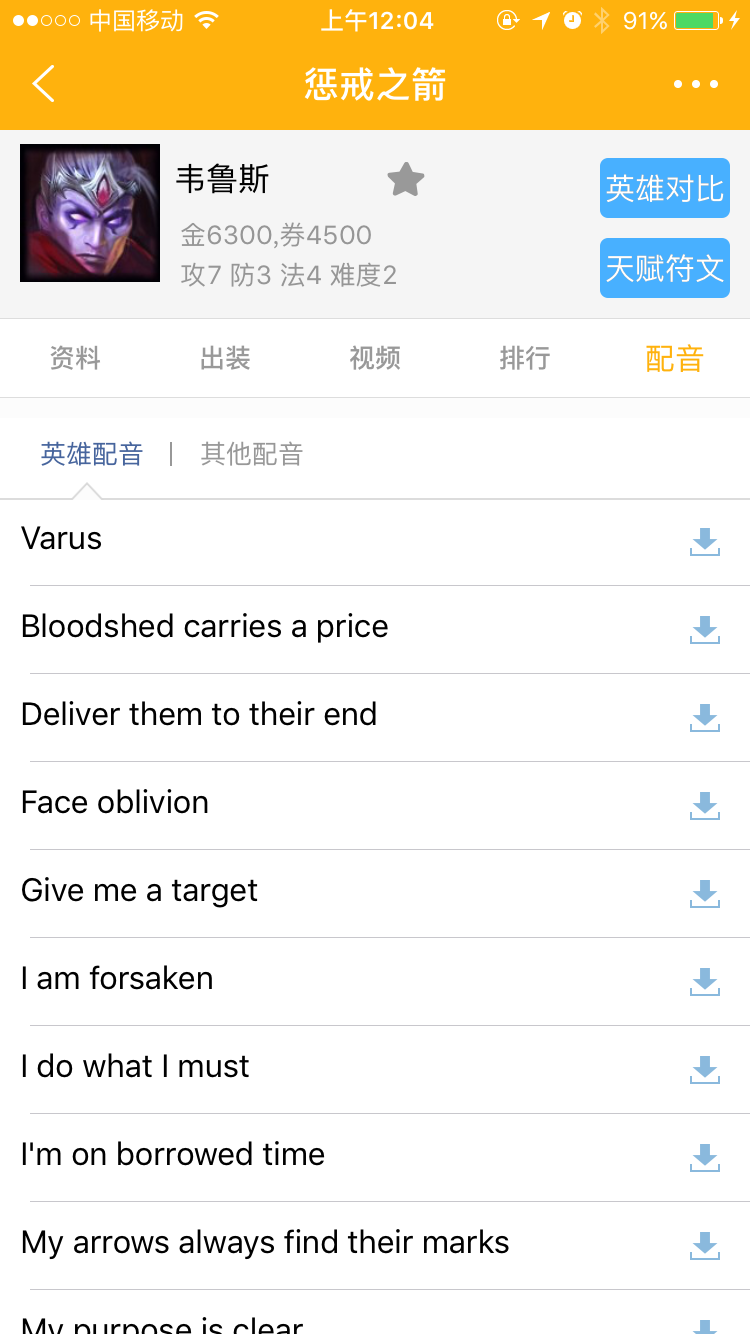 中国移动 上午12:04 91%
惩戒之箭
韦鲁斯
英雄对比
金6300,券4500
攻7 防3 法4 难度2
天赋符文
资料 出装 视频 排行 配音
英雄配音 | 其他配音
Varus
Bloodshed carries a price
Deliver them to their end
Face oblivion
Give me a target
I am forsaken
I do what I must
I'm on borrowed time
My arrows always find their marks
My purpose is clear